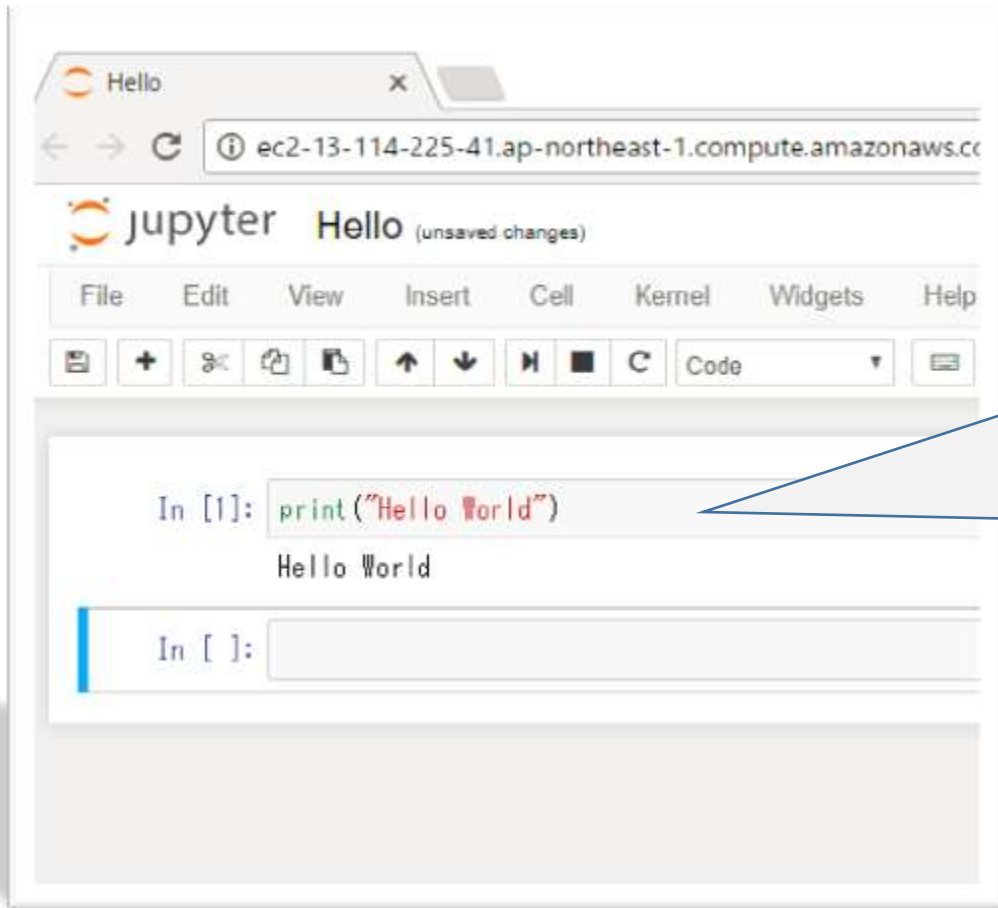 Hello
ec2-13-114-225-41.ap-northeast-1.compute.amazonaws.co
jupyter Hello (unsaved changes)
File Edit View Insert Cell Kernel Widgets Help
Code
In [1]: print("Hello World")
Hello World
In [ ]: